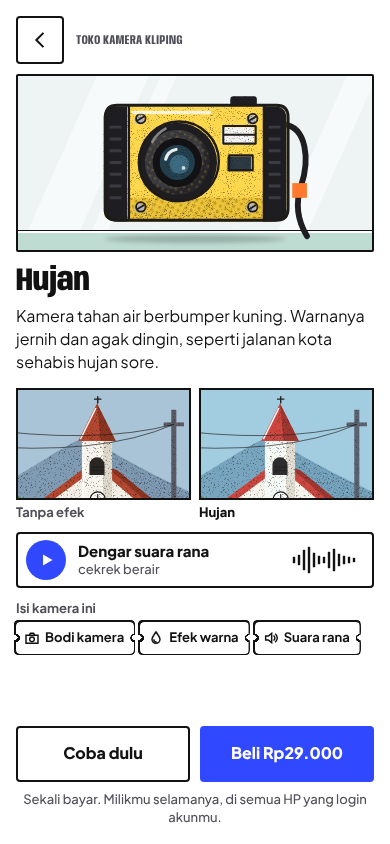 TOKO KAMERA KLIPING
Hujan
Kamera tahan air berbumper kuning. Warnanya
jernih dan agak dingin, seperti jalanan kota
sehabis hujan sore.
Tanpa efek
Hujan
Dengar suara rana
cekrek berair
Isi kamera ini
Bodi kamera
Efek warna
Suara rana
Coba dulu
Beli Rp29.000
Sekali bayar. Milikmu selamanya, di semua HP yang login
akunmu.